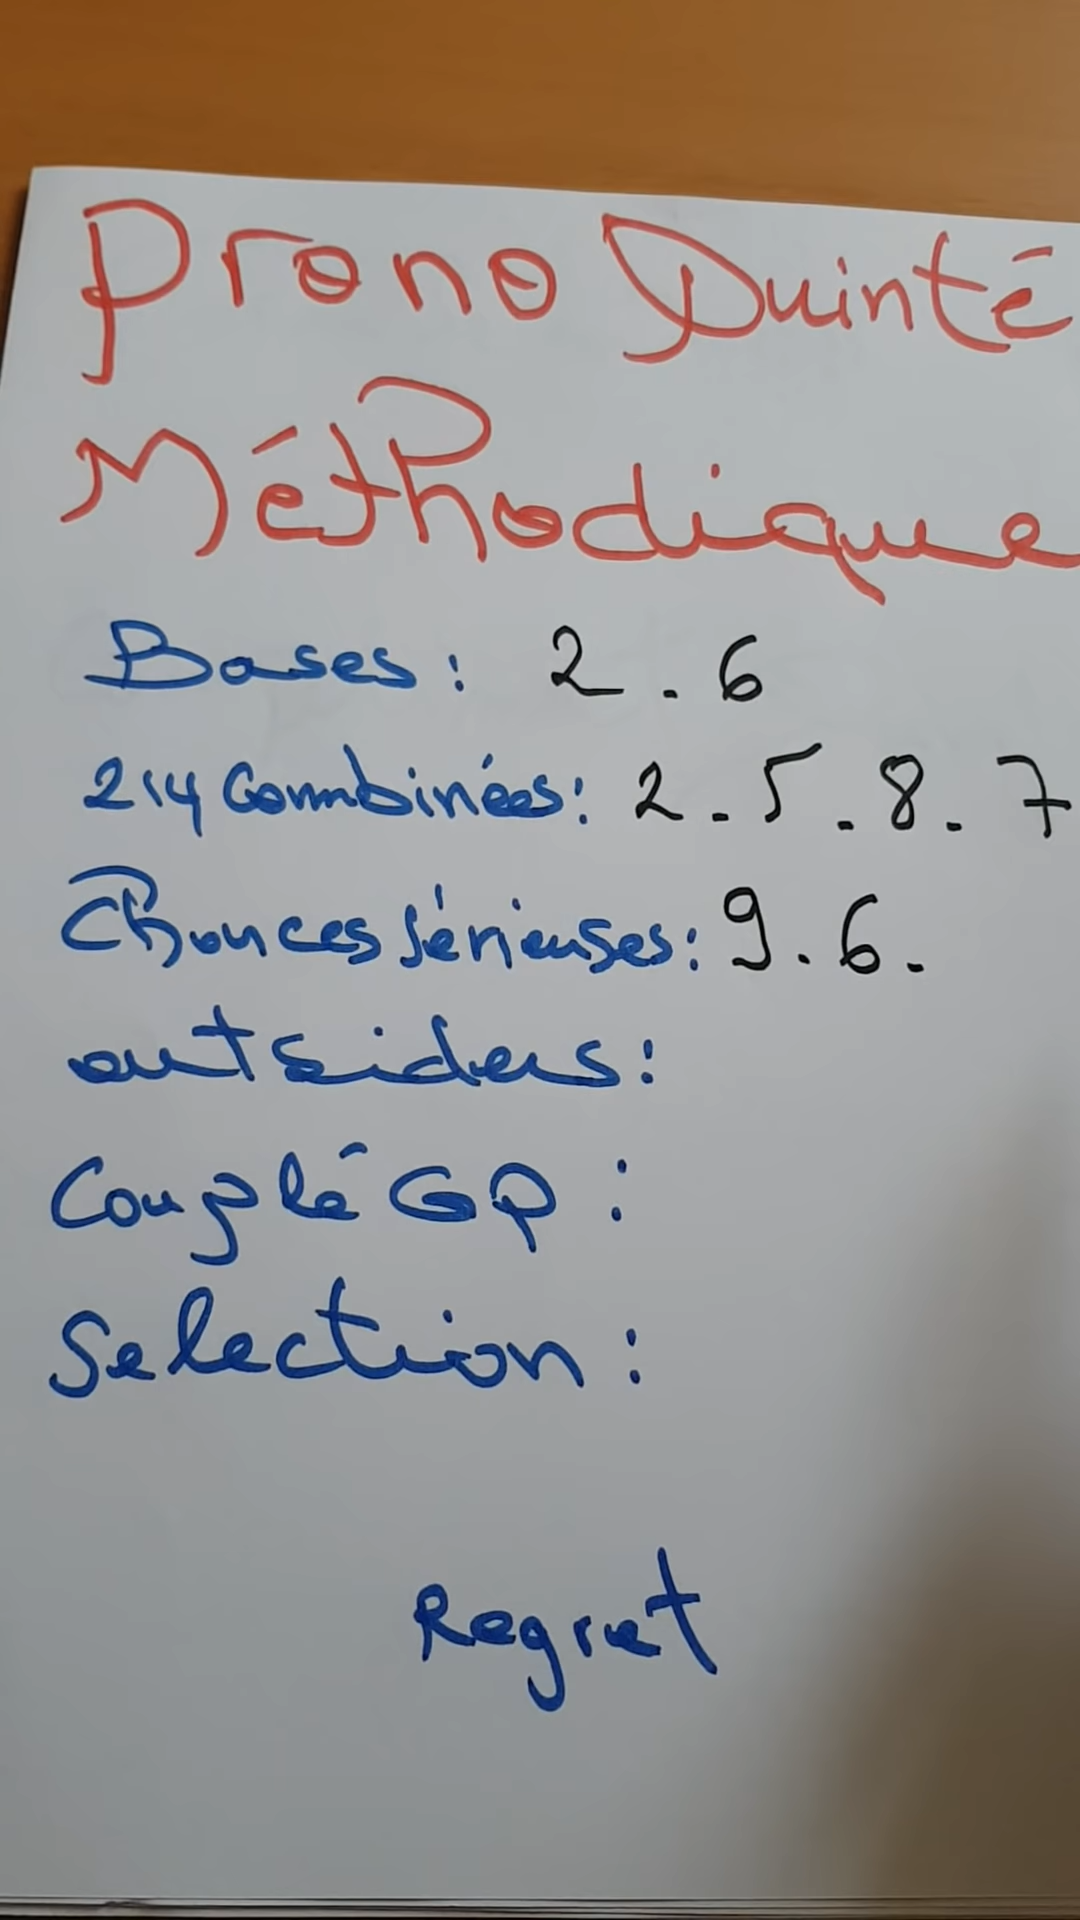 Prono Quinté
Méthodique
Bases: 2.6
2/4 Combinées: 2.5.8.7
Chances Sérieuses: 9.6.
outsiders:
Couplé GP:
Selection:
Regret